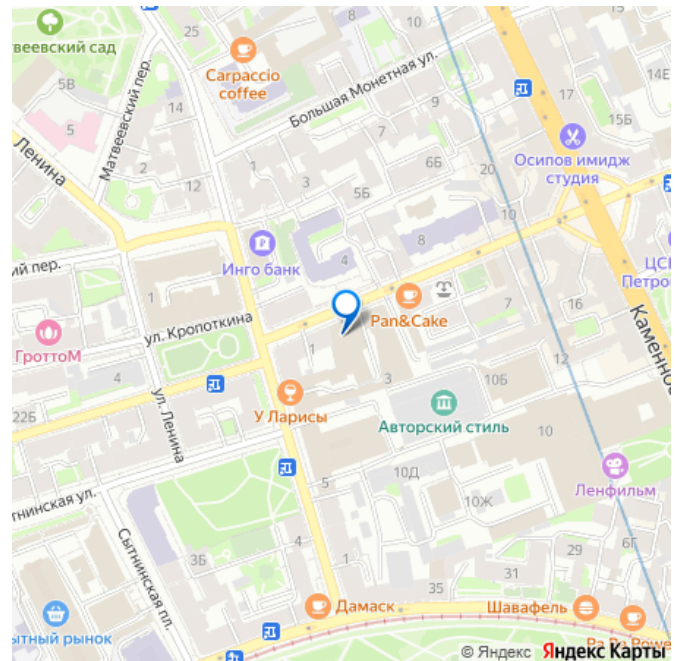 твеевский сад
25
Carpaccio
coffee
Большая Монетная ул.
14Е
5В
Матвеевский пер.
14
17
15Б
5
Ленина
2
12
1
3
7
9
10
6Б
20
5Б
Осипов имидж
студия
10
8
4
Инго банк
ий пер.
ЦСК
Петро
1
ул. Кропоткина
Pan&Cake
7
16
Каменно
ГроттоМ
4
1
3
12
22Б
ул. Ленина
У Ларисы
10Б
Авторский стиль
10
10Д
Ленфильм
тнинская ул.
5
10Ж
Сытнинская пл.
3Б
4
1
29
6Г
35
31
Дамаск
Шавафель
ытный рынок
© Яндекс Яндекс Карты